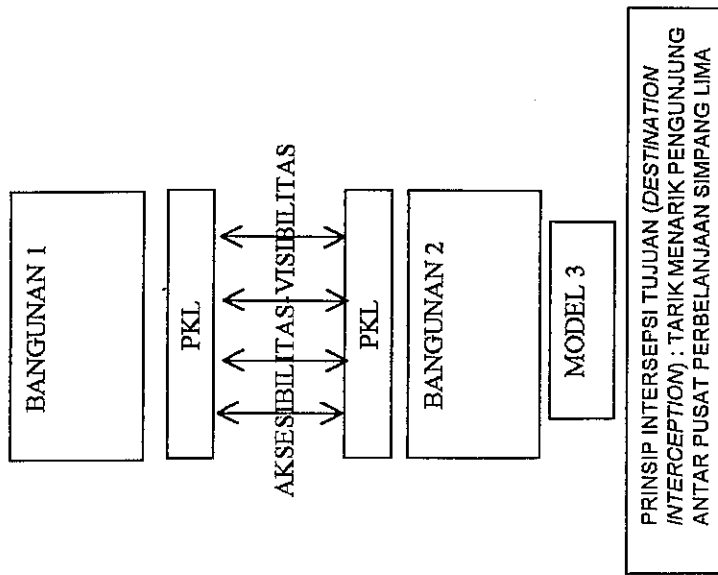 BANGUNAN 1
PKL
AKSESIBILITAS-VISIBILITAS
PKL
BANGUNAN 2
MODEL 3
PRINSIP INTERSEPSI TUJUAN (DESTINATION
INTERCEPTION) : TARIK MENARIK PENGUNJUNG
ANTAR PUSAT PERBELANJAAN SIMPANG LIMA